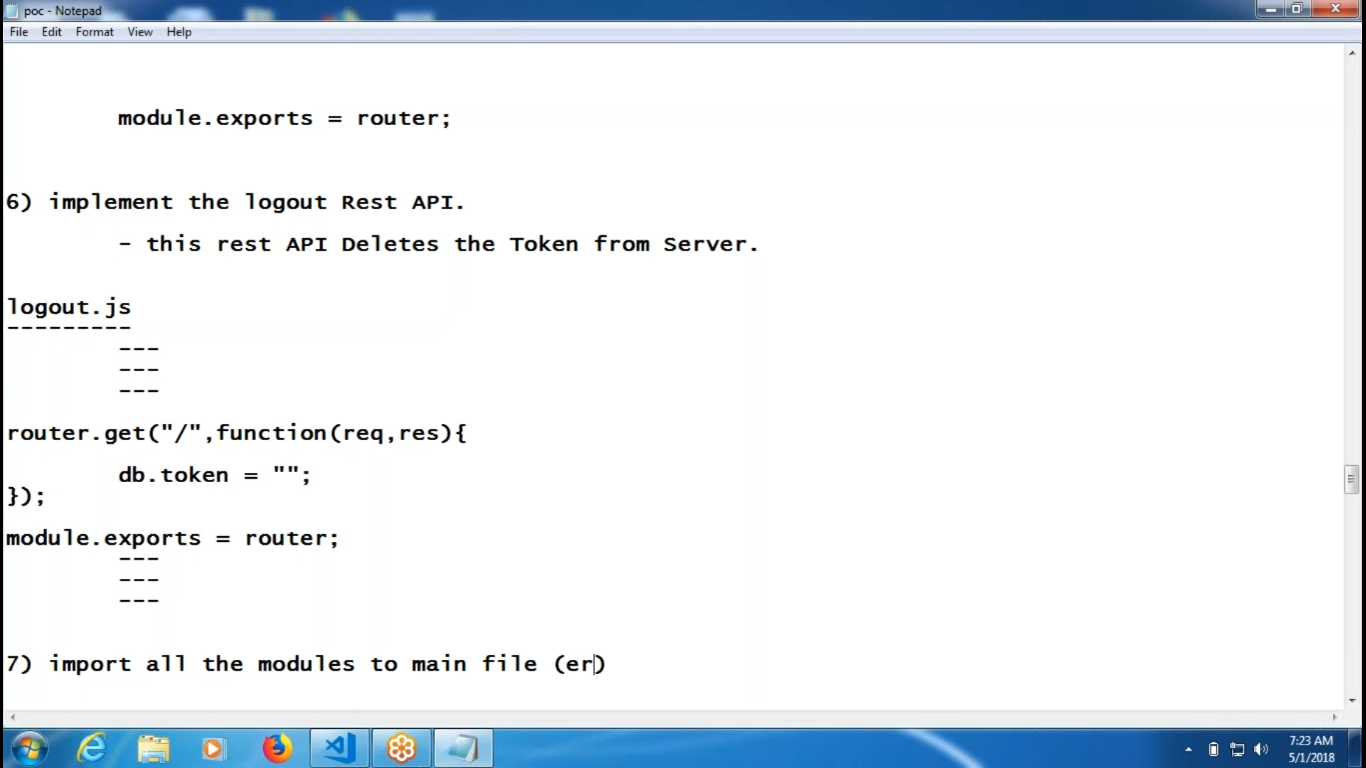 poc - Notepad
File Edit Format View Help
module.exports = router;
6) implement the logout Rest API.
- this rest API Deletes the Token from Server.
logout.js
---------
---
---
---
router.get("/",function(req,res){
db.token = "";
});
module.exports = router;
---
---
---
7) import all the modules to main file (er)
7:23 AM
5/1/2018